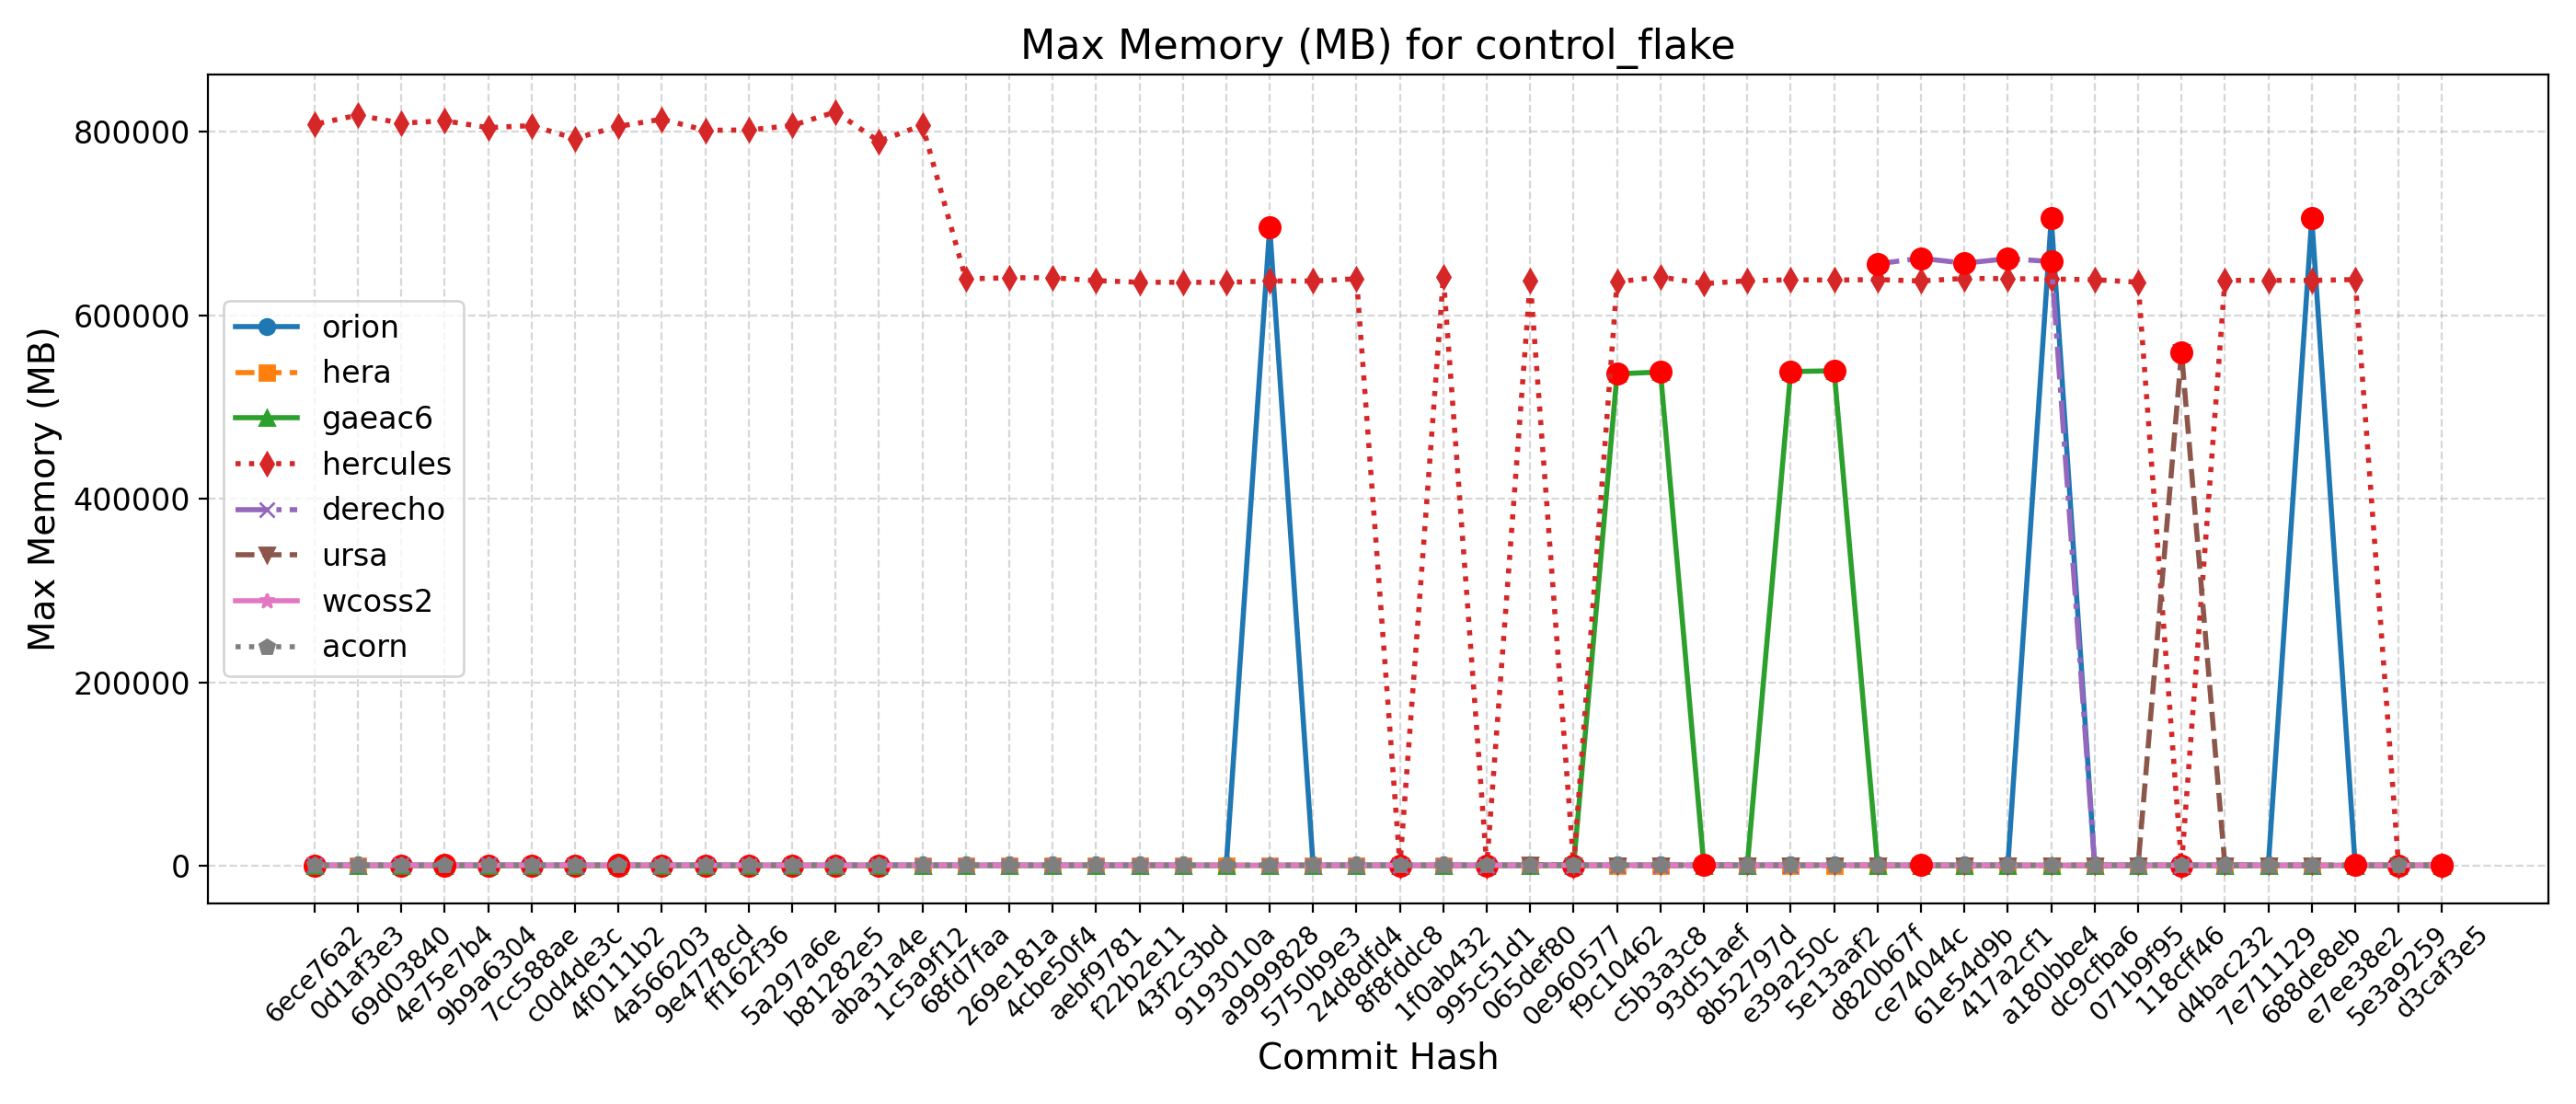 Max Memory (MB) for control_flake
Max Memory (MB)
800000
600000
400000
200000
0
orion
hera
gaeac6
hercules
derecho
ursa
wcoss2
acorn
6ece76a2
0d1af3e3
69d03840
4e75e7b4
9b9a6304
7cc588ae
c0d4de3c
4f0111b2
4a566203
9e4778cd
ff162f36
5a297a6e
b81282e5
aba31a4e
1c5a9f12
68fd7faa
269e181a
4cbe50f4
aebf9781
f22b2e11
43f2c3bd
9193010a
a9999828
5750b9e3
24d8dfd4
8f8fddc8
1f0ab432
995c51d1
065def80
0e960577
f9c10462
c5b3a3c8
93d51aef
8b52797d
e39a250c
5e13aaf2
d820b67f
ce74044c
61e54d9b
417a2cf1
a180bbe4
dc9cfba6
071b9f95
118cff46
d4bac232
7e711129
688de8eb
e7ee38e2
5e3a9259
d3caf3e5
Commit Hash